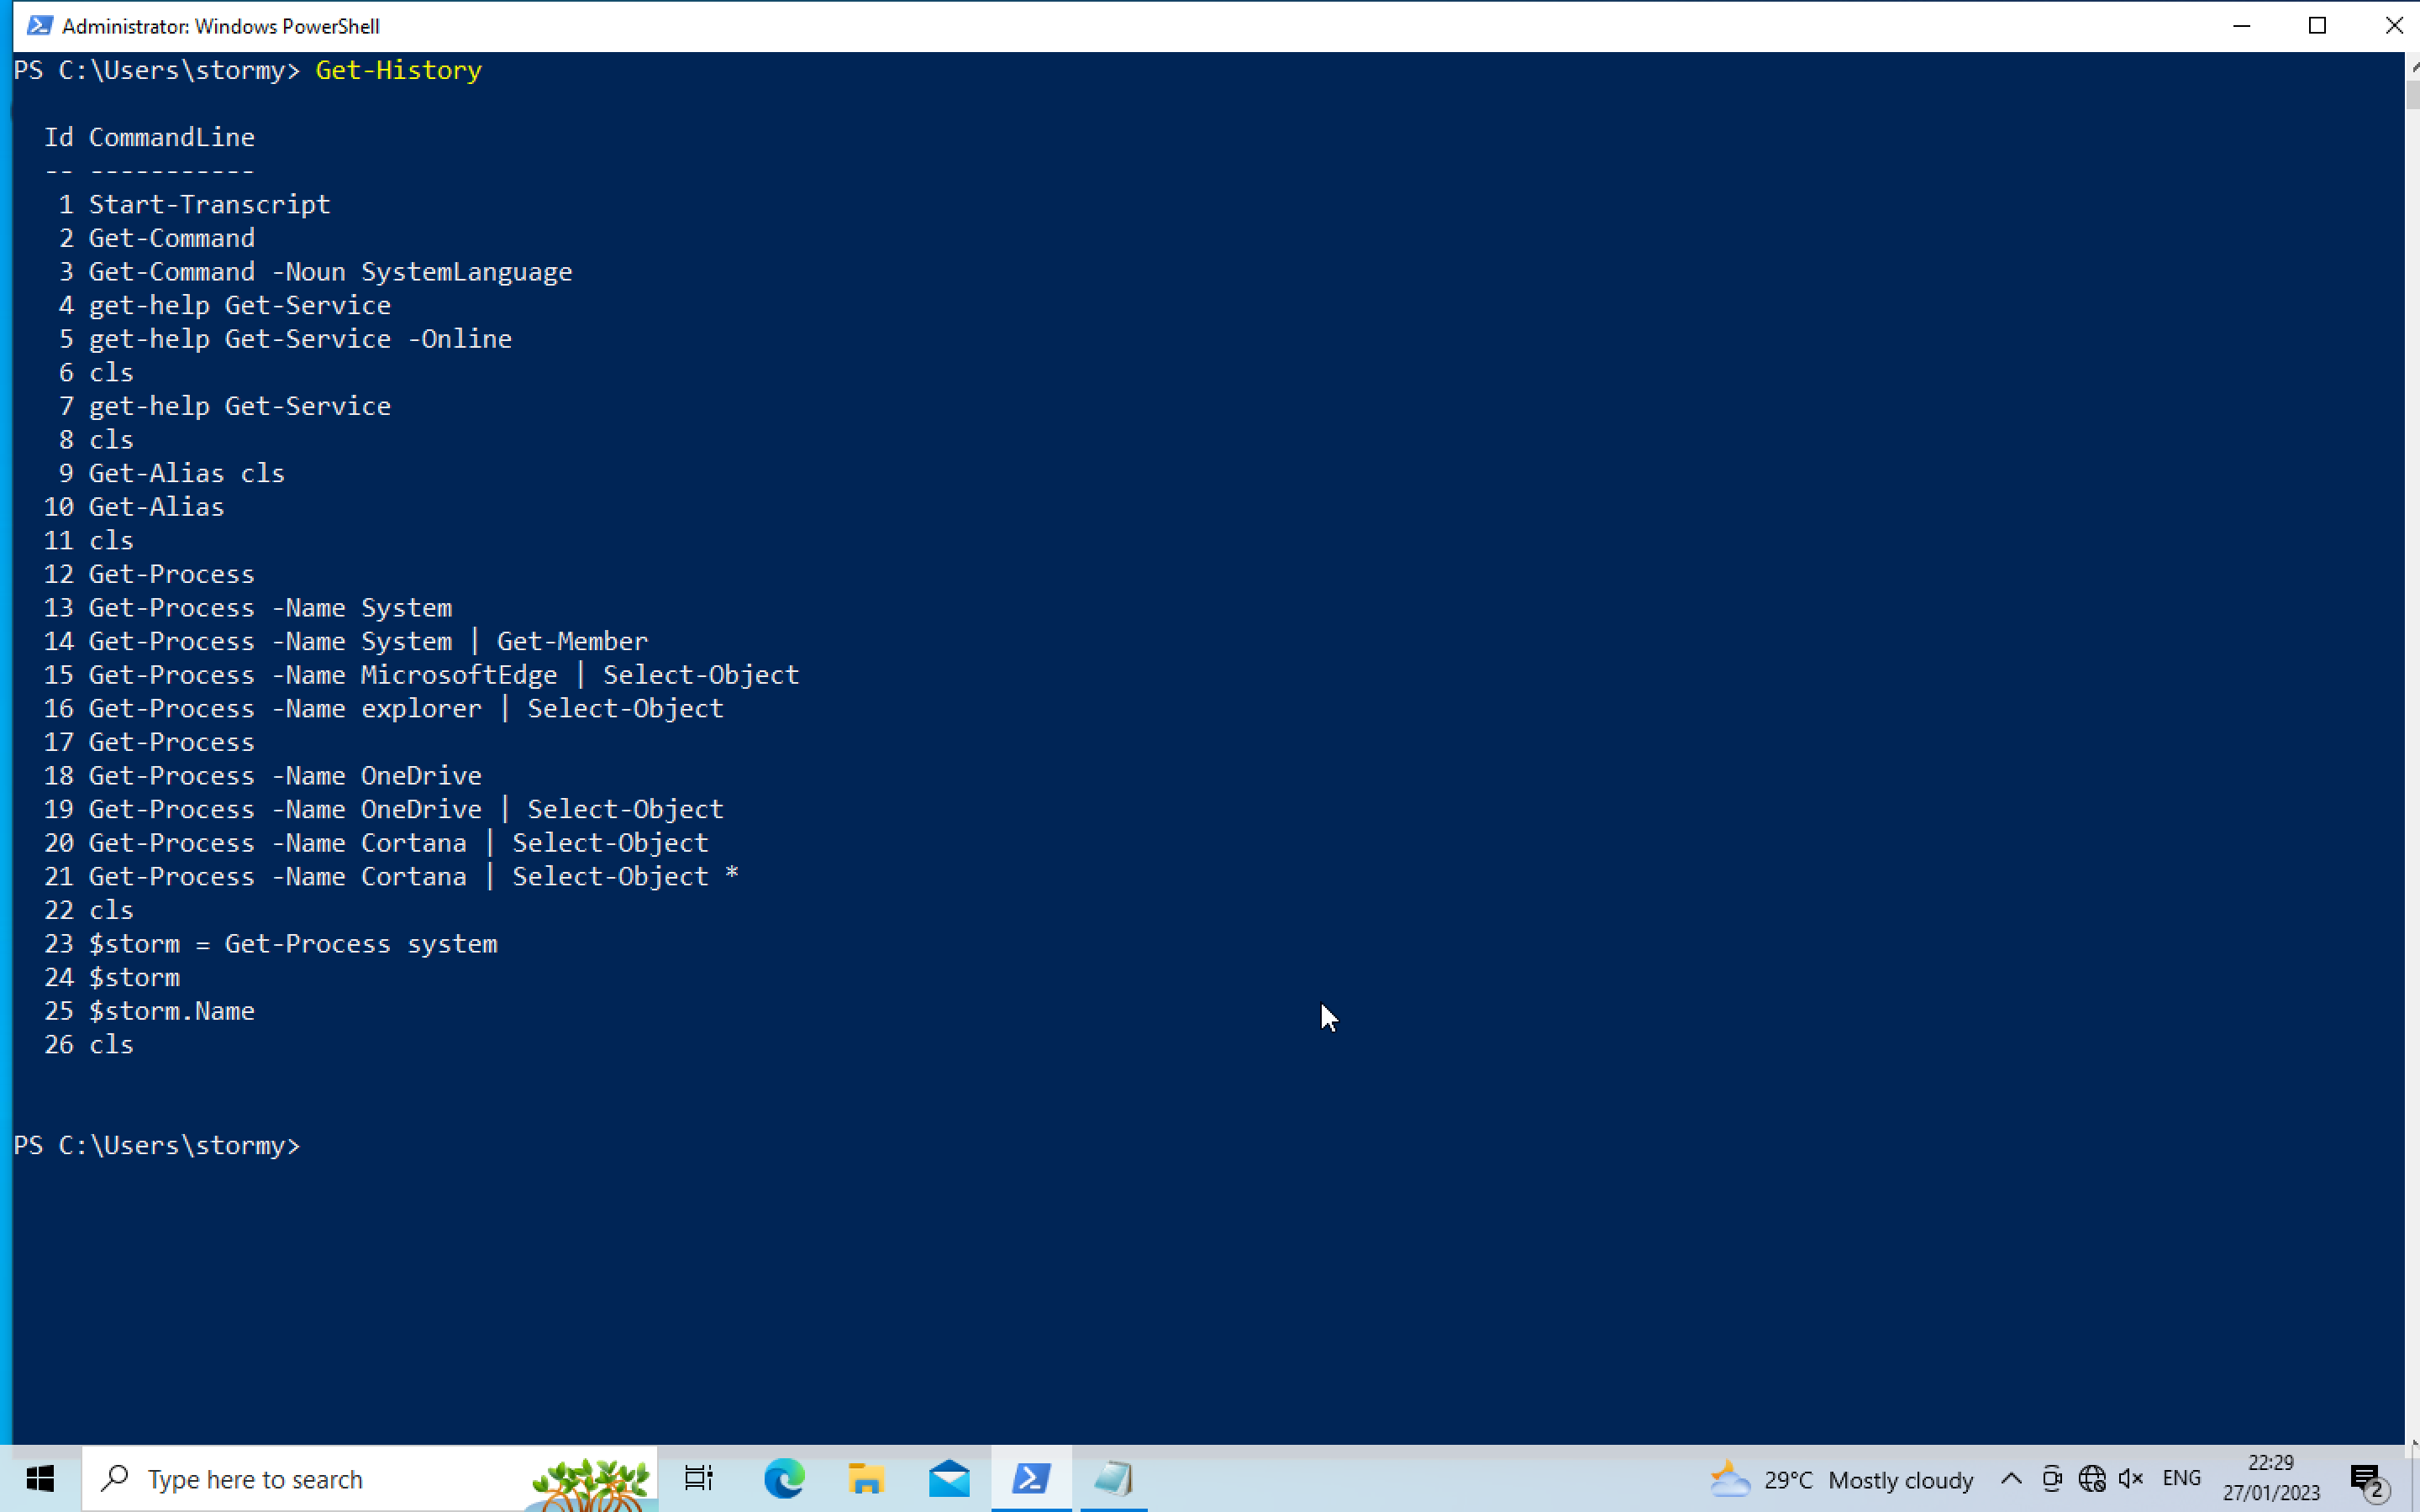 Administrator: Windows PowerShell
PS C:\Users\stormy> Get-History
Id CommandLine
-- -----------
1 Start-Transcript
2 Get-Command
3 Get-Command -Noun SystemLanguage
4 get-help Get-Service
5 get-help Get-Service -Online
6 cls
7 get-help Get-Service
8 cls
9 Get-Alias cls
10 Get-Alias
11 cls
12 Get-Process
13 Get-Process -Name System
14 Get-Process -Name System | Get-Member
15 Get-Process -Name MicrosoftEdge | Select-Object
16 Get-Process -Name explorer | Select-Object
17 Get-Process
18 Get-Process -Name OneDrive
19 Get-Process -Name OneDrive | Select-Object
20 Get-Process -Name Cortana | Select-Object
21 Get-Process -Name Cortana | Select-Object *
22 cls
23 $storm = Get-Process system
24 $storm
25 $storm.Name
26 cls
PS C:\Users\stormy>
Type here to search
29°C Mostly cloudy
ENG
22:29
27/01/2023
2